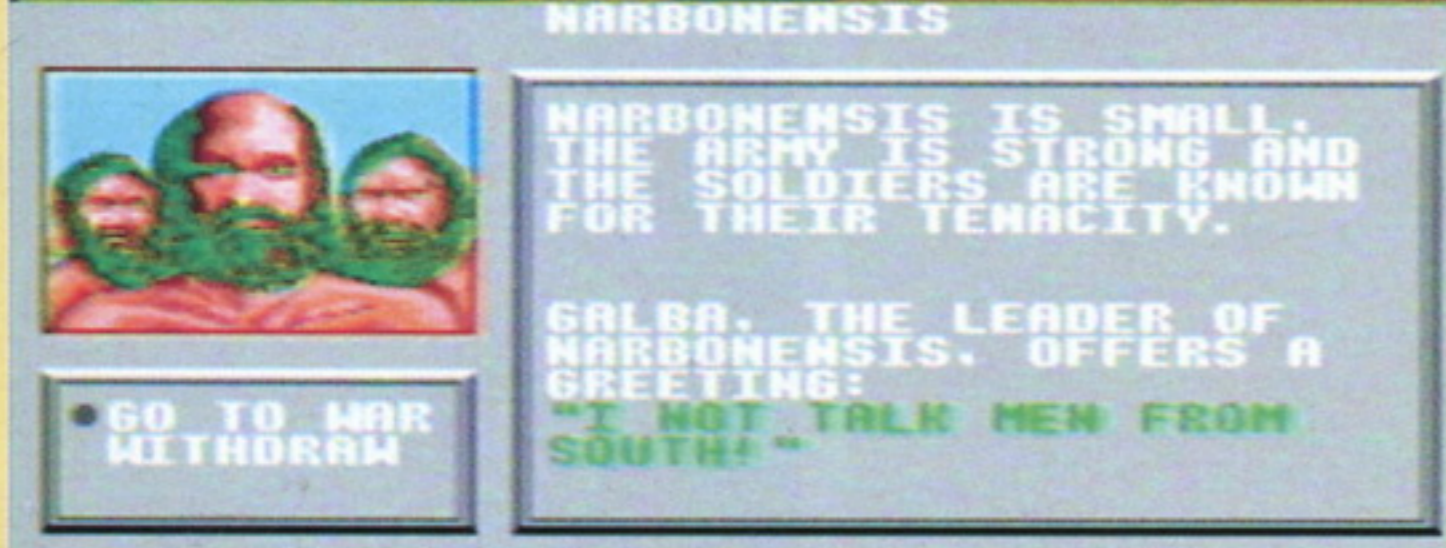 NARBONENSIS
NARBONENSIS IS SMALL.
THE ARMY IS STRONG AND
THE SOLDIERS ARE KNOWN
FOR THEIR TENACITY.
GALBA, THE LEADER OF
NARBONENSIS, OFFERS A
GREETING:
"I NOT TALK MEN FROM
SOUTH!"
GO TO WAR
WITHDRAW